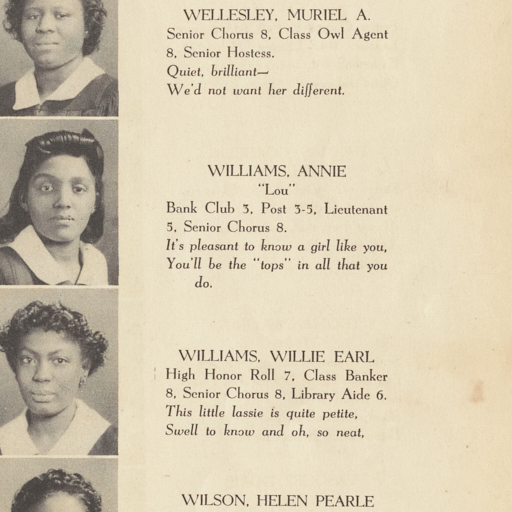 WELLESLEY, MURIEL A.
Senior Chorus 8, Class Owl Agent
8, Senior Hostess.
Quiet, brilliant—
We'd not want her different.
WILLIAMS, ANNIE
"Lou"
Bank Club 3, Post 3-5, Lieutenant
5, Senior Chorus 8.
It's pleasant to know a girl like you,
You'll be the "tops" in all that you
do.
WILLIAMS, WILLIE EARL
High Honor Roll 7, Class Banker
8, Senior Chorus 8, Library Aide 6.
This little lassie is quite petite,
Swell to know and oh, so neat,
WILSON, HELEN PEARLE